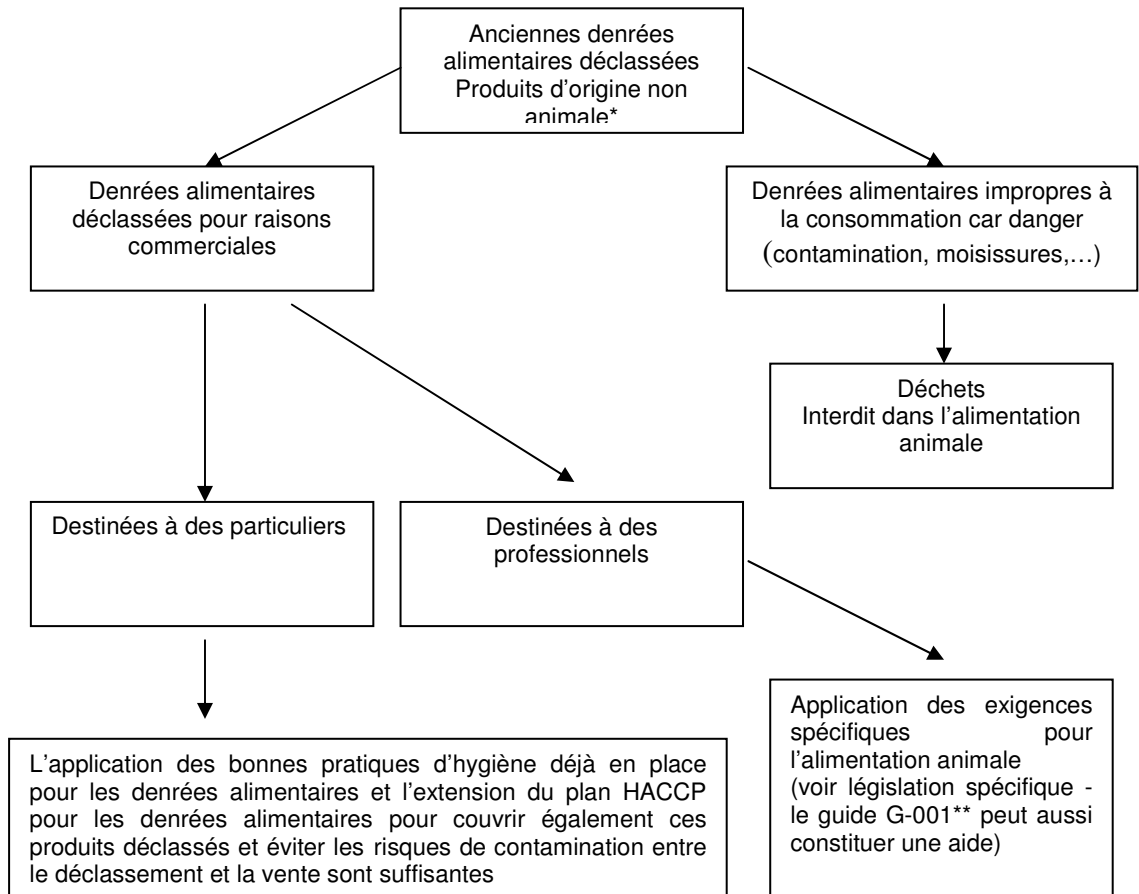 Anciennes denrées
alimentaires déclassées
Produits d'origine non
animale*
Denrées alimentaires
déclassées pour raisons
commerciales
Denrées alimentaires impropres à
la consommation car danger
(contamination, moisissures,…)
Déchets
Interdit dans l'alimentation
animale
Destinées à des particuliers
Destinées à des
professionnels
L'application des bonnes pratiques d'hygiène déjà en place
pour les denrées alimentaires et l'extension du plan HACCP
pour les denrées alimentaires pour couvrir également ces
produits déclassés et éviter les risques de contamination entre
le déclassement et la vente sont suffisantes
Application des exigences
spécifiques pour
l'alimentation animale
(voir législation spécifique -
le guide G-001** peut aussi
constituer une aide)